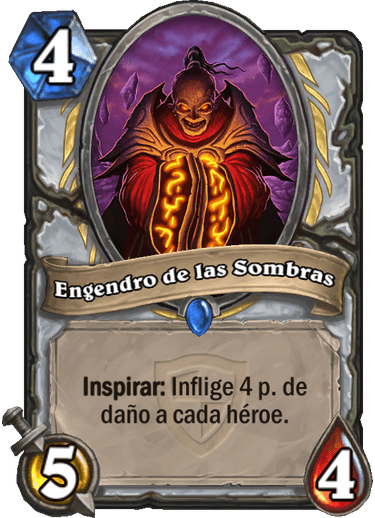 4
Engendro de las Sombras
Inspirar: Inflige 4 p. de
daño a cada héroe.
5
4